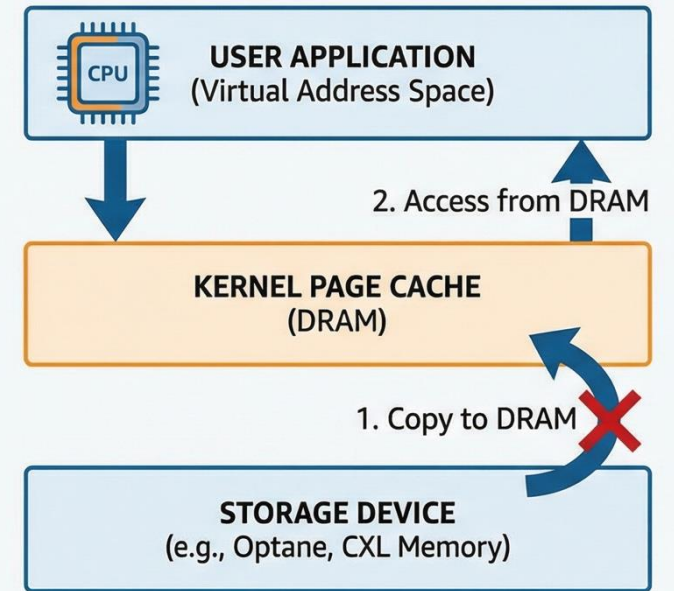 CPU
USER APPLICATION
(Virtual Address Space)
2. Access from DRAM
KERNEL PAGE CACHE
(DRAM)
1. Copy to DRAM
STORAGE DEVICE
(e.g., Optane, CXL Memory)